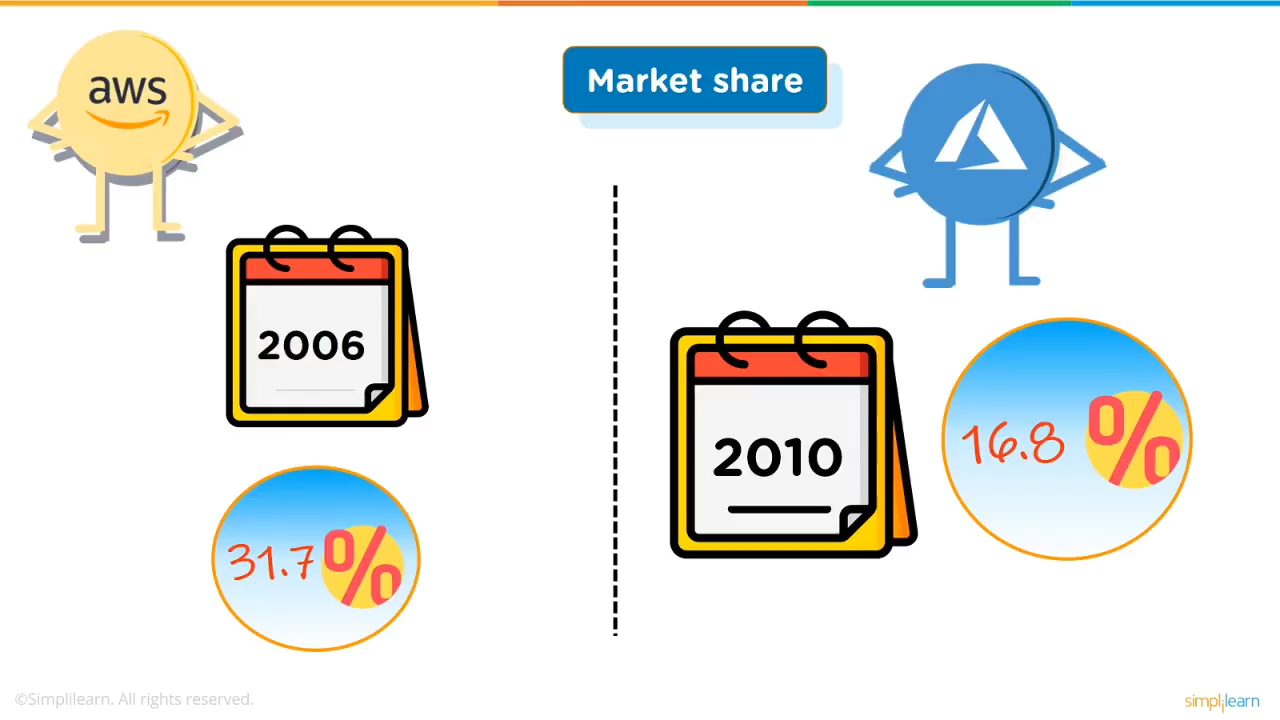 aws
Market share
2006
31.7%
2010
16.8%
©Simplilearn. All rights reserved.
simplilearn